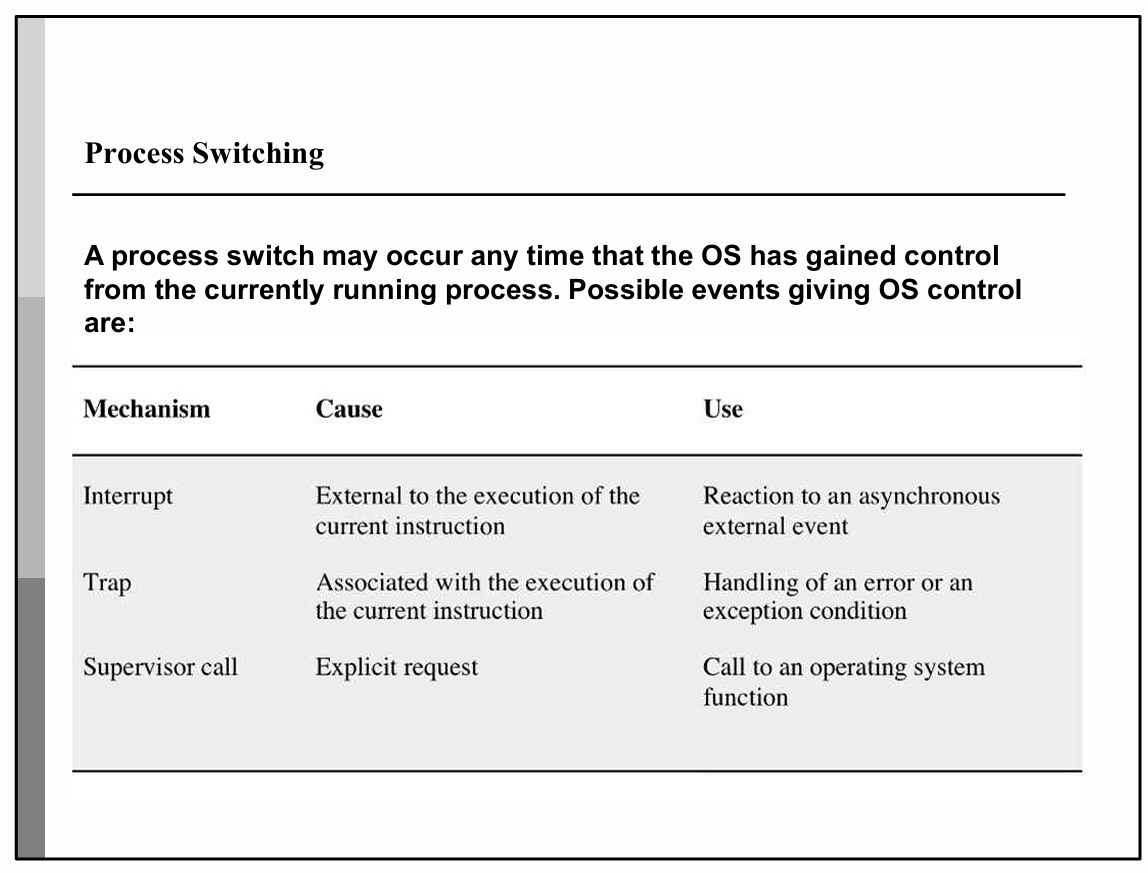 Process Switching
A process switch may occur any time that the OS has gained control
from the currently running process. Possible events giving OS control
are:
Mechanism Cause Use
Interrupt External to the execution of the current instruction Reaction to an asynchronous external event
Trap Associated with the execution of the current instruction Handling of an error or an exception condition
Supervisor call Explicit request Call to an operating system function